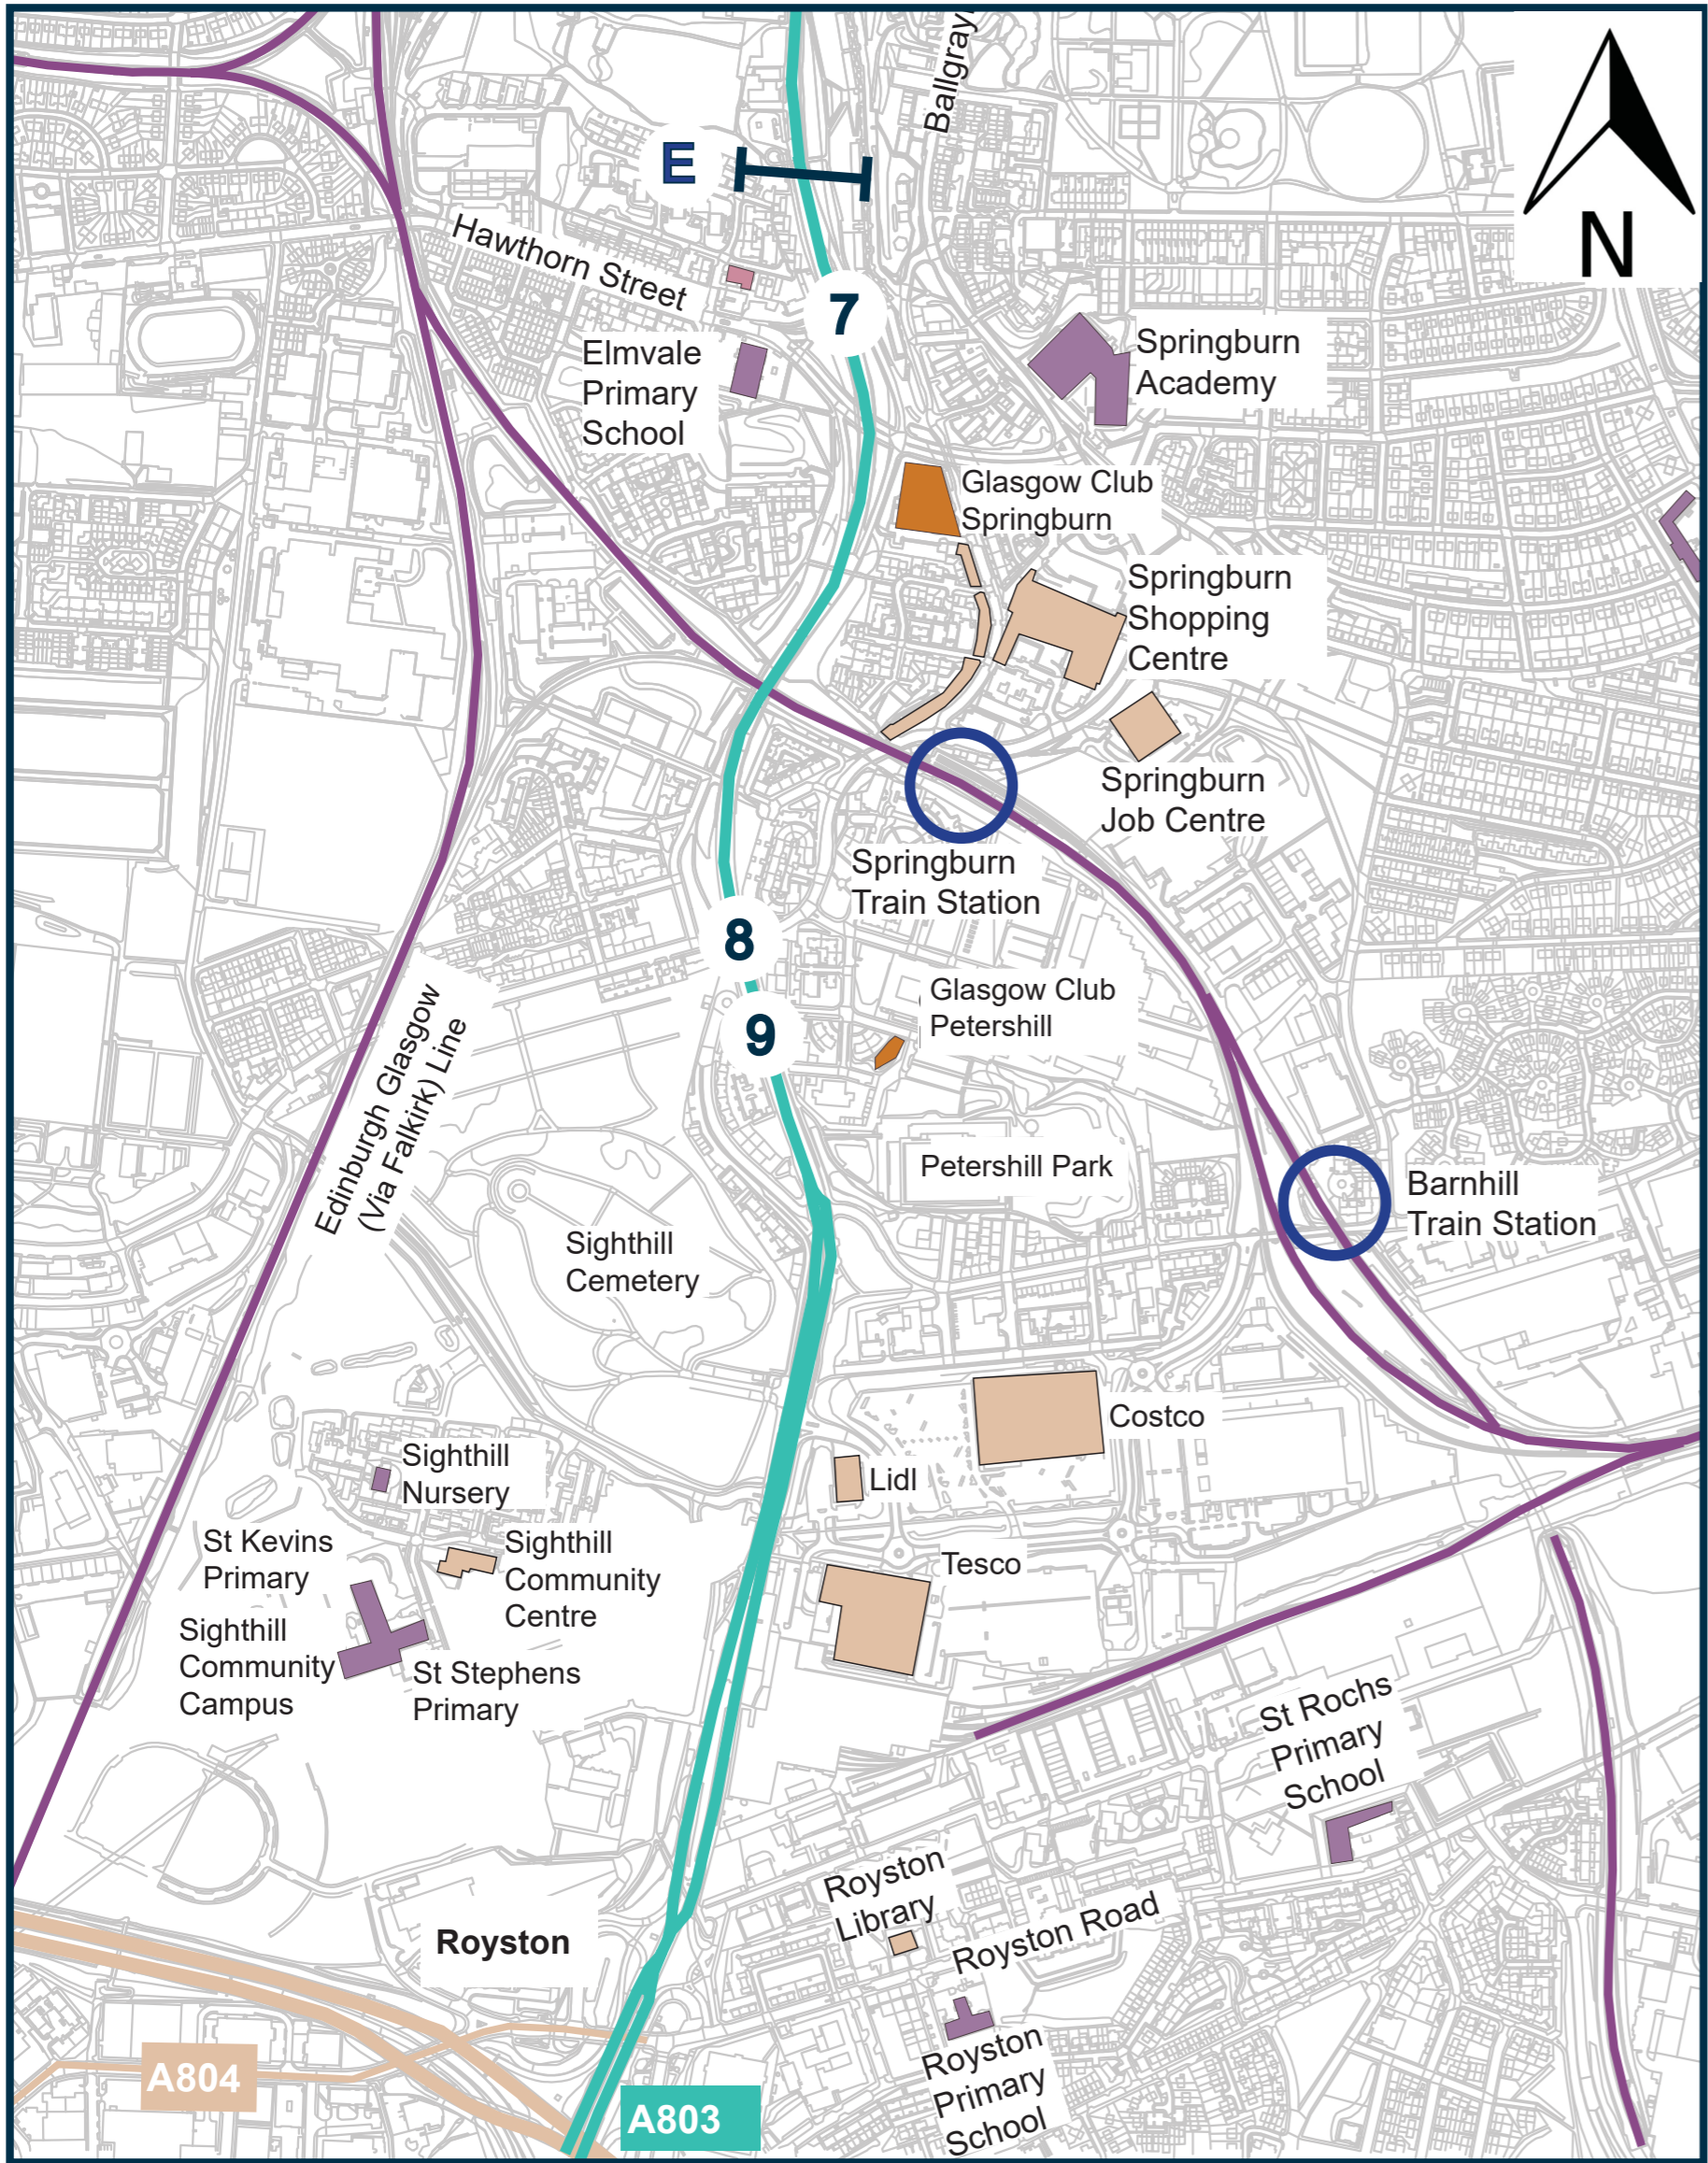 Ballgray
E
N
Hawthorn Street
7
Springburn
Academy
Elmvale
Primary
School
Glasgow Club
Springburn
Springburn
Shopping
Centre
Springburn
Job Centre
Springburn
Train Station
8
Glasgow Club
Petershill
9
Edinburgh Glasgow
(Via Falkirk) Line
Petershill Park
Barnhill
Train Station
Sighthill
Cemetery
Costco
Sighthill
Nursery
Lidl
St Kevins
Primary
Sighthill
Community
Centre
Tesco
Sighthill
Community
Campus
St Stephens
Primary
St Rochs
Primary
School
Royston
Library
Royston Road
Royston
Royston
Primary
School
A804
A803